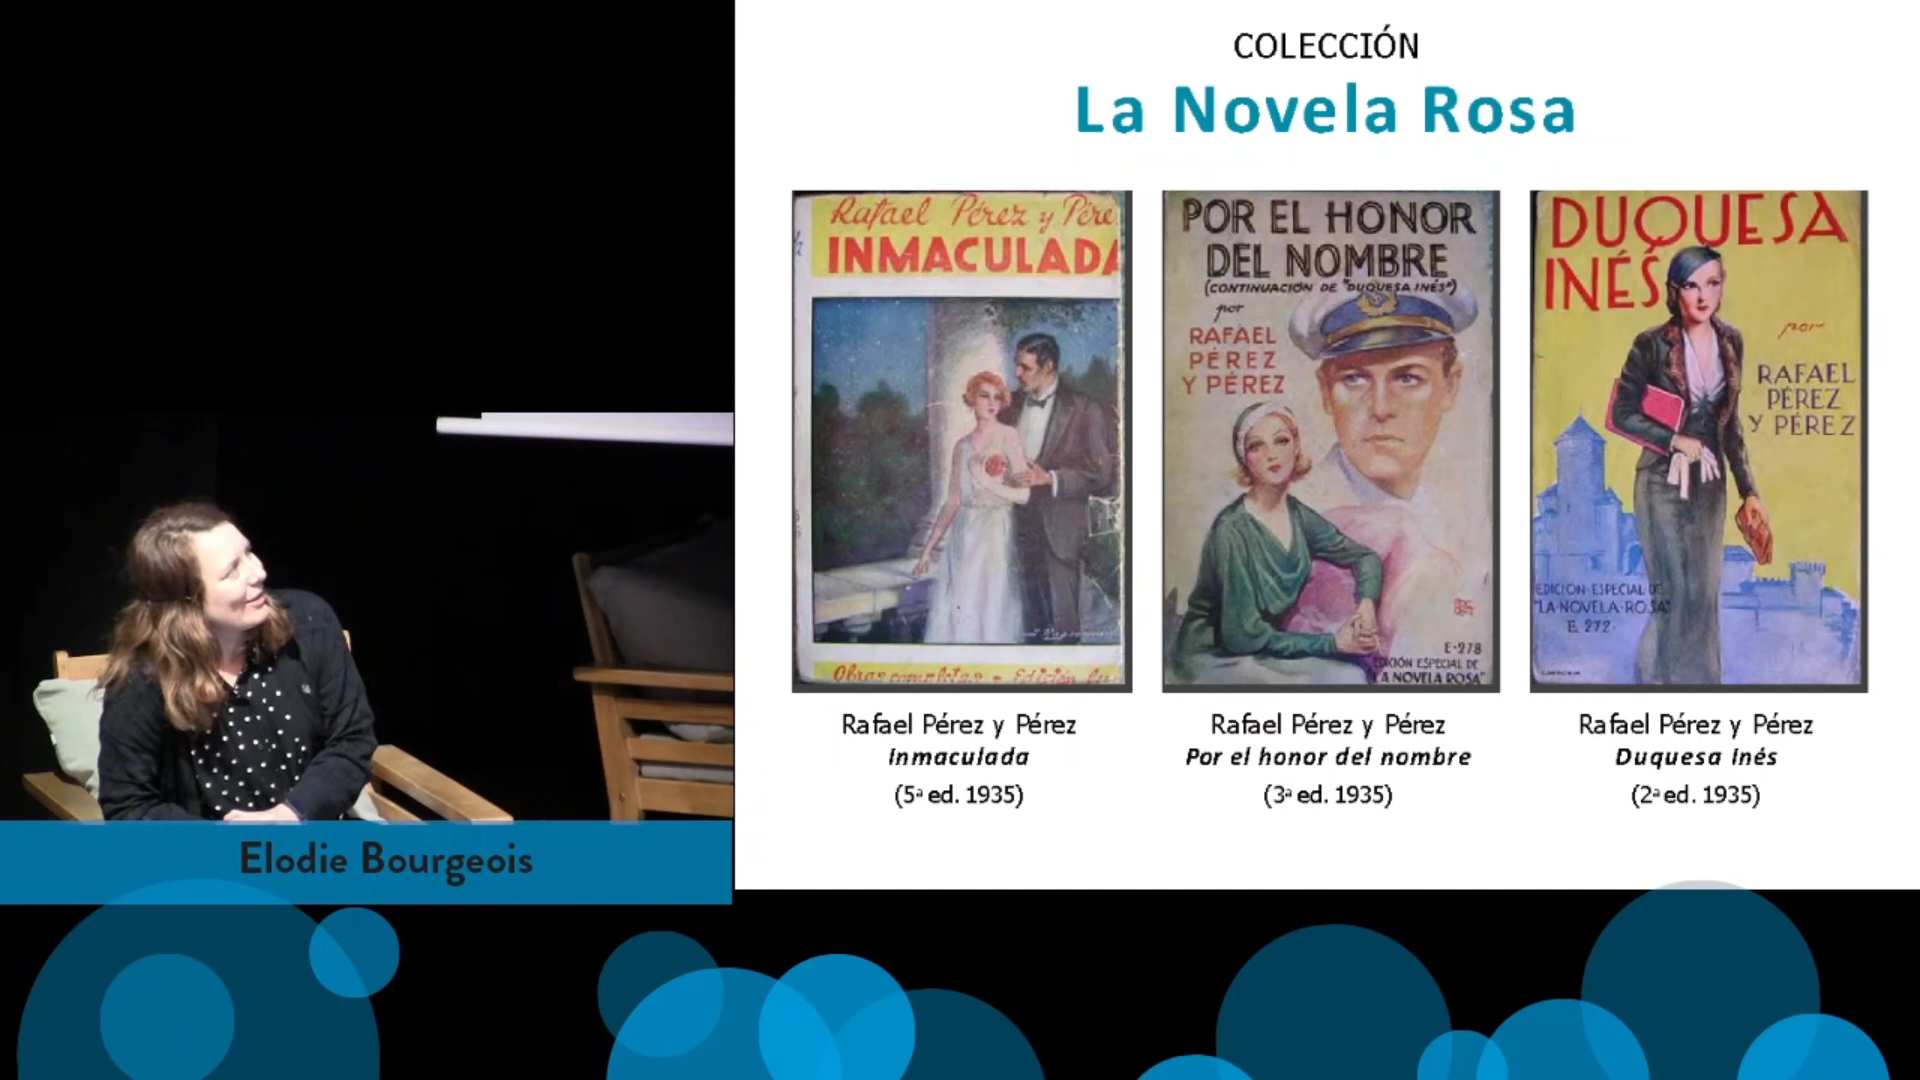 COLECCIÓN
La Novela Rosa
Rafael Pérez y Pére
INMACULADA
Obras completas - Edición
POR EL HONOR
DEL NOMBRE
(CONTINUACIÓN DE "DUQUESA INÉS")
por
RAFAEL
PÉREZ
Y PÉREZ
E-278
EDICIÓN ESPECIAL DE
"LA NOVELA ROSA"
DUQUESA
INÉS
por
RAFAEL
PÉREZ
Y PÉREZ
EDICIÓN·ESPECIAL DE
"LA·NOVELA·ROSA"
E. 272·
Rafael Pérez y Pérez
Inmaculada
(5ª ed. 1935)
Rafael Pérez y Pérez
Por el honor del nombre
(3ª ed. 1935)
Rafael Pérez y Pérez
Duquesa Inés
(2ª ed. 1935)
Elodie Bourgeois